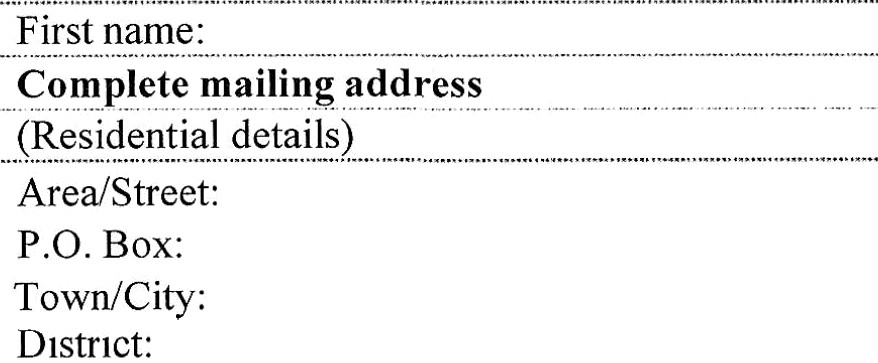 First name:
Complete mailing address
(Residential details)
Area/Street:
P.O. Box:
Town/City:
District: